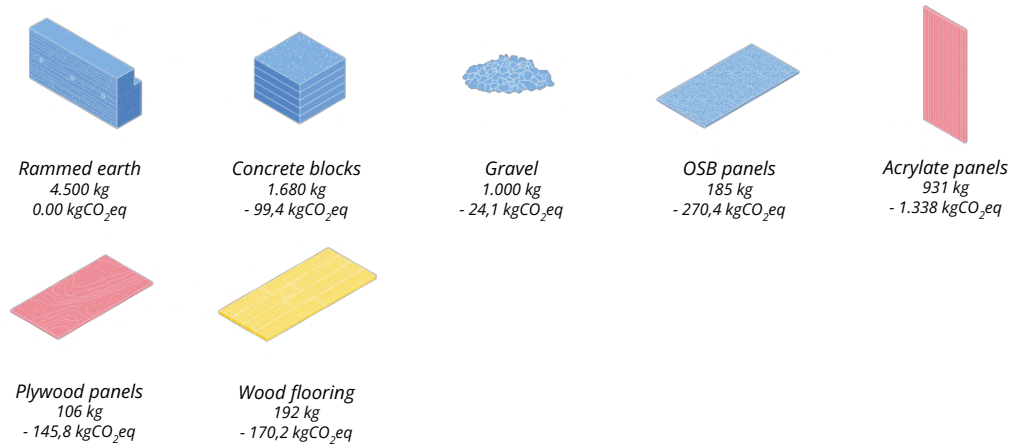 Rammed earth
4.500 kg
0.00 kgCO₂eq
Concrete blocks
1.680 kg
- 99,4 kgCO₂eq
Gravel
1.000 kg
- 24,1 kgCO₂eq
OSB panels
185 kg
- 270,4 kgCO₂eq
Acrylate panels
931 kg
- 1.338 kgCO₂eq
Plywood panels
106 kg
- 145,8 kgCO₂eq
Wood flooring
192 kg
- 170,2 kgCO₂eq